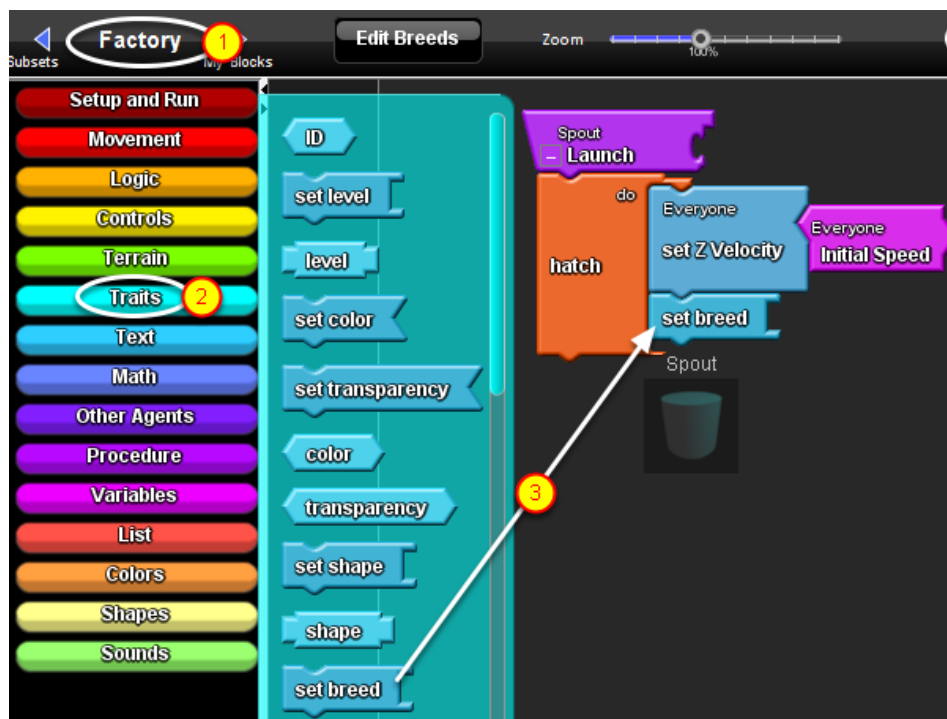 Factory
1
Subsets
My Blocks
Edit Breeds
Zoom
100%
Setup and Run
Movement
Logic
Controls
Terrain
Traits
2
Text
Math
Other Agents
Procedure
Variables
List
Colors
Shapes
Sounds
ID
set level
level
set color
set transparency
color
transparency
set shape
shape
set breed
Spout
– Launch
do
hatch
Everyone
set Z Velocity
Everyone
Initial Speed
set breed
Spout
3